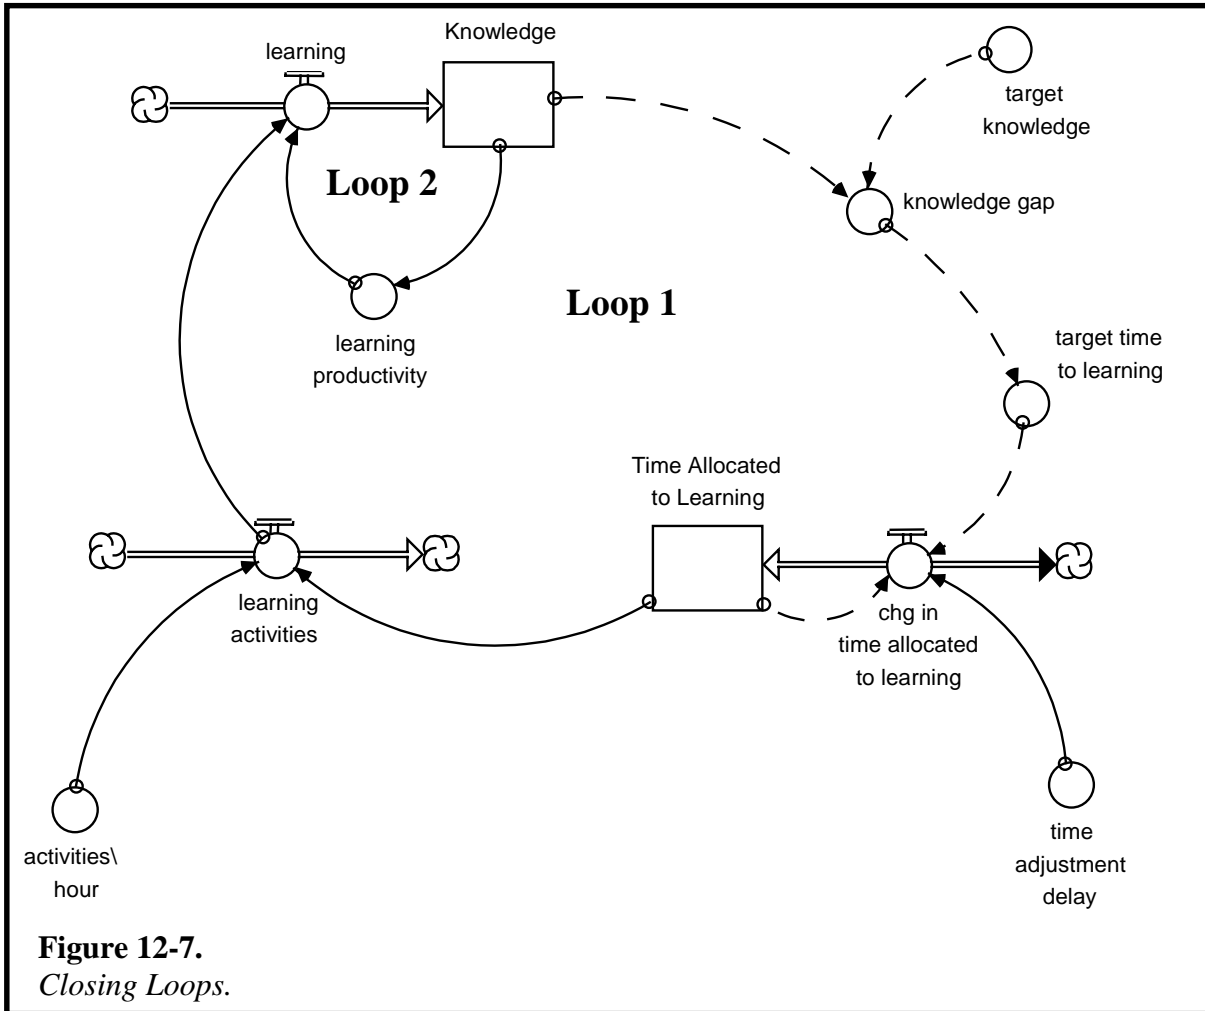 Knowledge
learning
target
knowledge
Loop 2
knowledge gap
Loop 1
learning
productivity
target time
to learning
Time Allocated
to Learning
learning
activities
chg in
time allocated
to learning
activities\
hour
time
adjustment
delay
Figure 12-7.
Closing Loops.